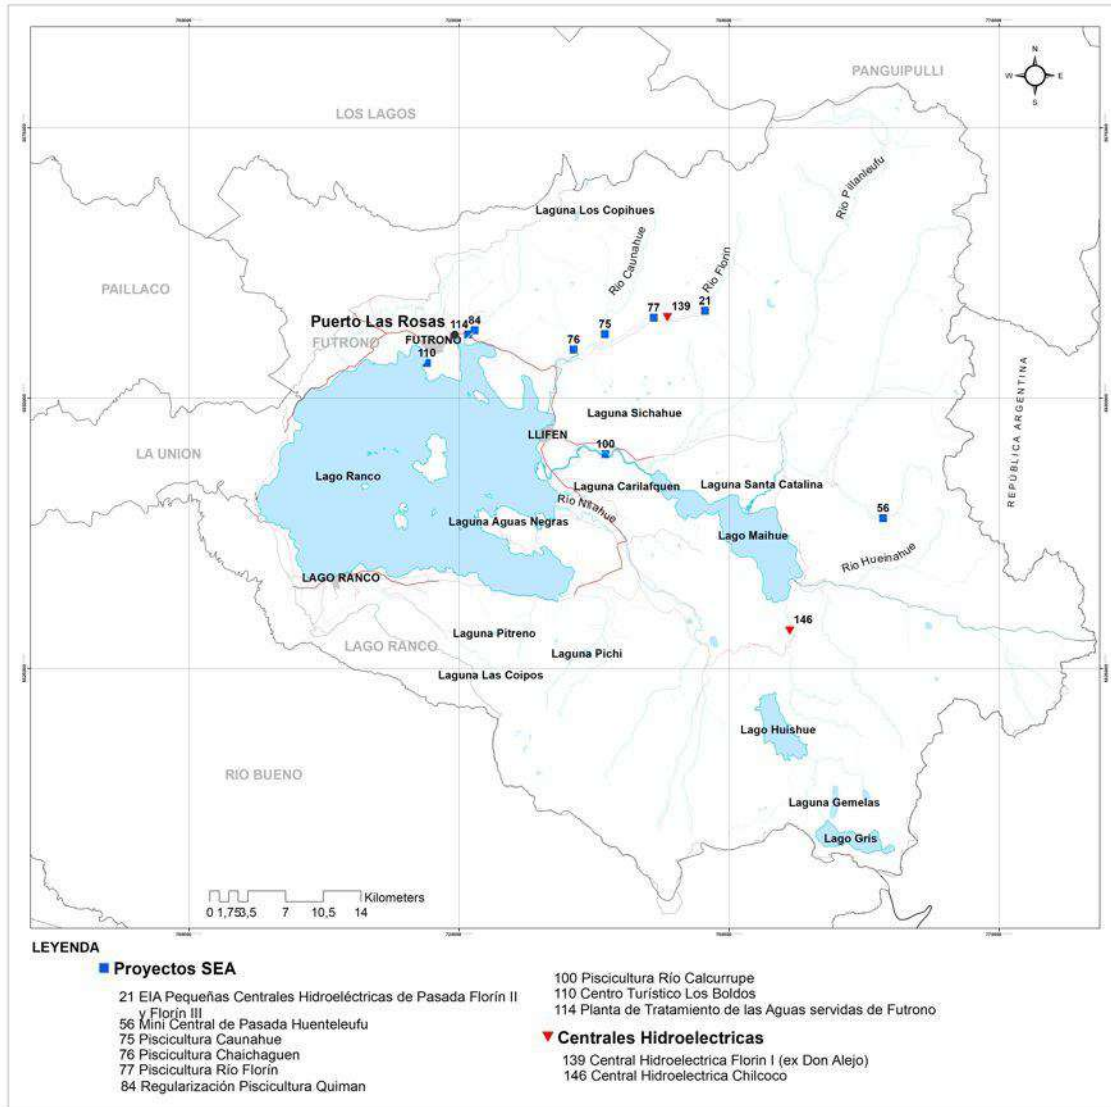 N
W E
S
PANGUIPULLI
LOS LAGOS
Río Pillanleufu
Laguna Los Copihues
Río Caunahue
Río Florín
PAILLACO
21
139
77
Puerto Las Rosas
114 84
75
FUTRONO
FUTRONO
76
110
REPÚBLICA ARGENTINA
Laguna Sichahue
LLIFEN
LA UNION
100
Lago Ranco
Laguna Carilafquen
Laguna Santa Catalina
Río Nilahue
56
Laguna Aguas Negras
Lago Maihue
Río Hueinahue
LAGO RANCO
146
Laguna Pitreno
LAGO RANCO
Laguna Pichi
Laguna Las Coipos
Lago Huishue
RIO BUENO
Laguna Gemelas
Lago Gris
Kilometers
0 1,75 3,5 7 10,5 14
LEYENDA
Proyectos SEA
21 EIA Pequeñas Centrales Hidroeléctricas de Pasada Florín II
y Florín III
56 Mini Central de Pasada Huenteleufu
75 Piscicultura Caunahue
76 Piscicultura Chaichaguen
77 Piscicultura Río Florín
84 Regularización Piscicultura Quiman
100 Piscicultura Río Calcurrupe
110 Centro Turístico Los Boldos
114 Planta de Tratamiento de las Aguas servidas de Futrono
Centrales Hidroelectricas
139 Central Hidroelectrica Florin I (ex Don Alejo)
146 Central Hidroelectrica Chilcoco